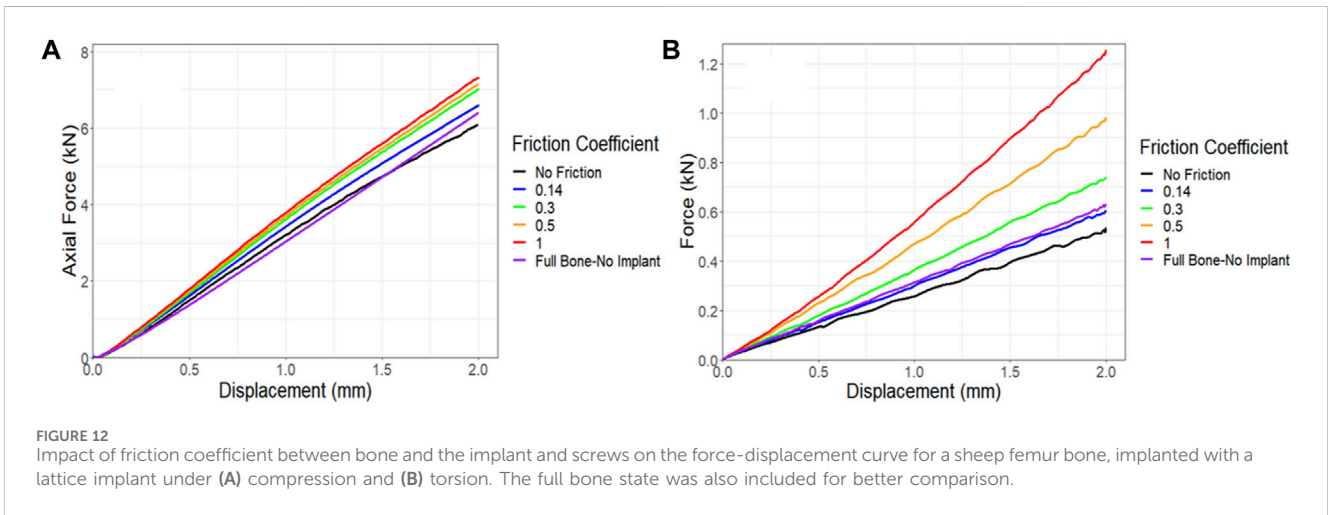 A
8
6
4
2
0
0.0 0.5 1.0 1.5 2.0
Axial Force (kN)
Displacement (mm)
Friction Coefficient
No Friction
0.14
0.3
0.5
1
Full Bone-No Implant
B
1.2
1.0
0.8
0.6
0.4
0.2
0.0
0.0 0.5 1.0 1.5 2.0
Force (kN)
Displacement (mm)
Friction Coefficient
No Friction
0.14
0.3
0.5
1
Full Bone-No Implant
FIGURE 12
Impact of friction coefficient between bone and the implant and screws on the force-displacement curve for a sheep femur bone, implanted with a
lattice implant under (A) compression and (B) torsion. The full bone state was also included for better comparison.